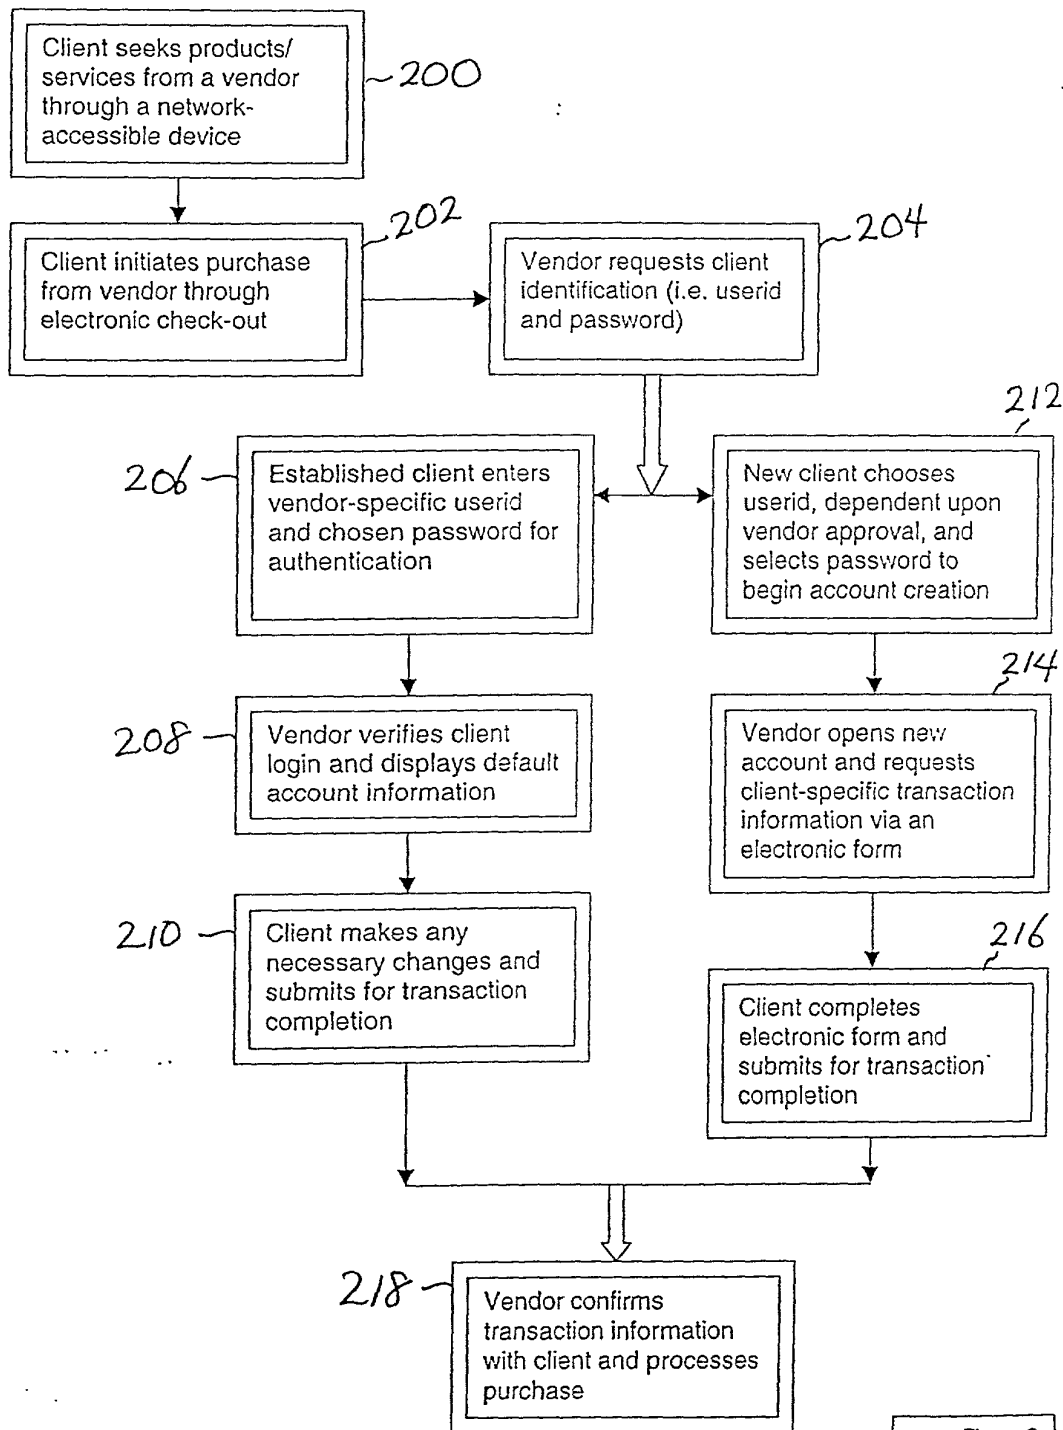 Client seeks products/
services from a vendor
through a network-
accessible device
200
Client initiates purchase
from vendor through
electronic check-out
202
Vendor requests client
identification (i.e. userid
and password)
204
206
Established client enters
vendor-specific userid
and chosen password for
authentication
212
New client chooses
userid, dependent upon
vendor approval, and
selects password to
begin account creation
208
Vendor verifies client
login and displays default
account information
214
Vendor opens new
account and requests
client-specific transaction
information via an
electronic form
210
Client makes any
necessary changes and
submits for transaction
completion
216
Client completes
electronic form and
submits for transaction
completion
218
Vendor confirms
transaction information
with client and processes
purchase